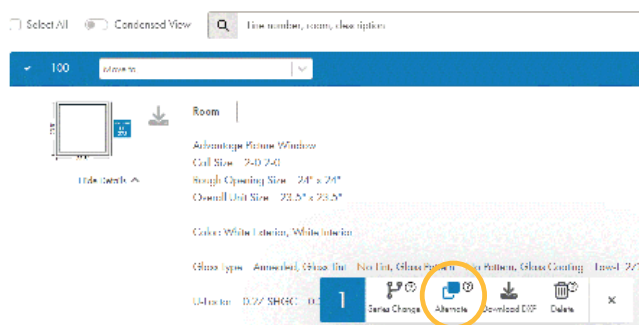 Select All Condensed View Line number, room, description
100 Move to
Room
Advantage Picture Window
Call Size 2-0 2-0
Rough Opening Size 24" x 24"
Overall Unit Size 23.5" x 23.5"
Hide Details
Color: White Exterior, White Interior
Glass Type Annealed, Glass Tint No Tint, Glass Pattern No Pattern, Glass Coating Low-E
U-Factor 0.27 SHGC
1 Series Change Alternate Download DXF Delete